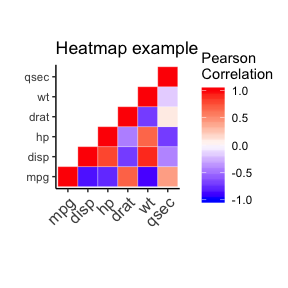 Heatmap example
Pearson
Correlation
1.0
0.5
0.0
-0.5
-1.0
qsec
wt
drat
hp
disp
mpg
mpg
disp
hp
drat
wt
qsec